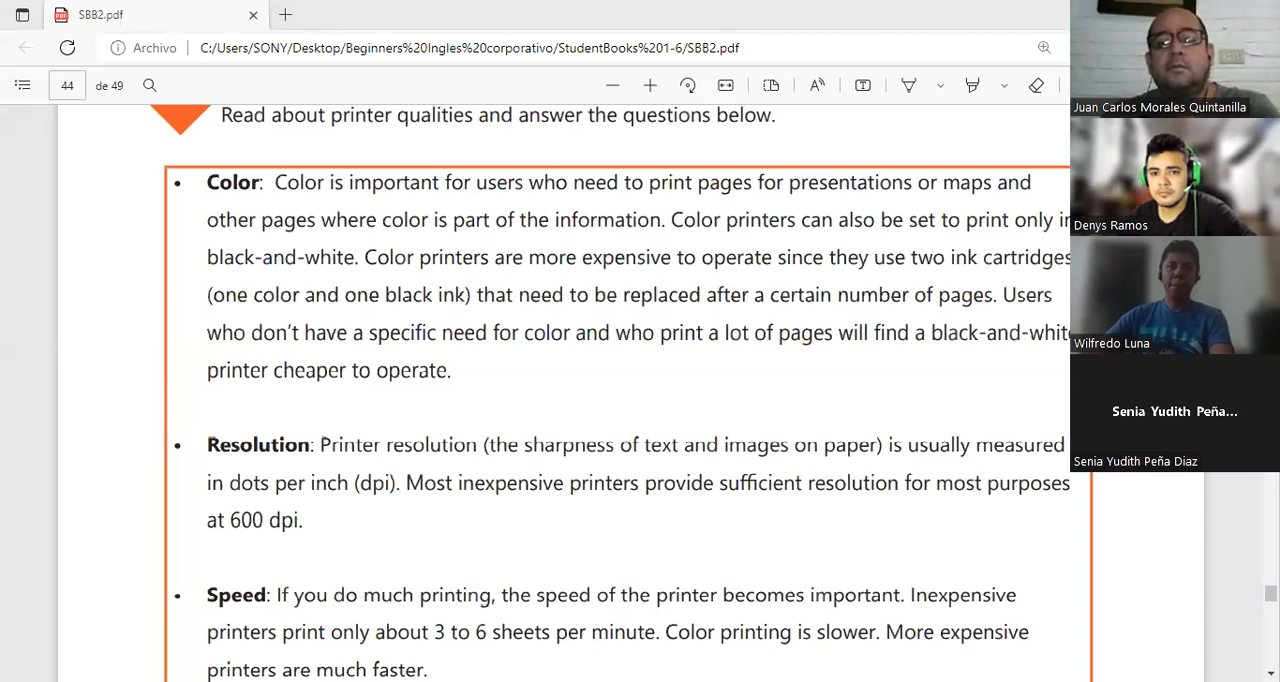 SBB2.pdf
Archivo
C:/Users/SONY/Desktop/Beginners%20Ingles%20corporativo/StudentBooks%201-6/SBB2.pdf
44
de 49
Read about printer qualities and answer the questions below.
• Color: Color is important for users who need to print pages for presentations or maps and
other pages where color is part of the information. Color printers can also be set to print only in
black-and-white. Color printers are more expensive to operate since they use two ink cartridges
(one color and one black ink) that need to be replaced after a certain number of pages. Users
who don't have a specific need for color and who print a lot of pages will find a black-and-white
printer cheaper to operate.
• Resolution: Printer resolution (the sharpness of text and images on paper) is usually measured
in dots per inch (dpi). Most inexpensive printers provide sufficient resolution for most purposes
at 600 dpi.
• Speed: If you do much printing, the speed of the printer becomes important. Inexpensive
printers print only about 3 to 6 sheets per minute. Color printing is slower. More expensive
printers are much faster.
Juan Carlos Morales Quintanilla
Denys Ramos
Wilfredo Luna
Senia Yudith Peña...
Senia Yudith Peña Diaz